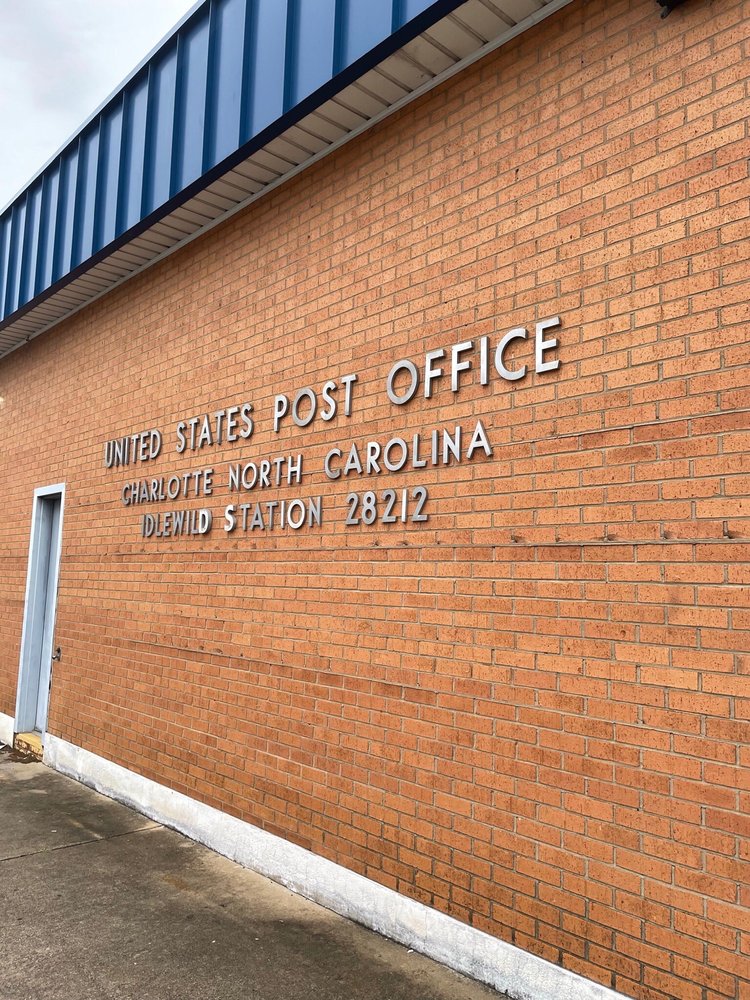 UNITED STATES POST OFFICE
CHARLOTTE NORTH CAROLINA
IDLEWILD STATION 28212